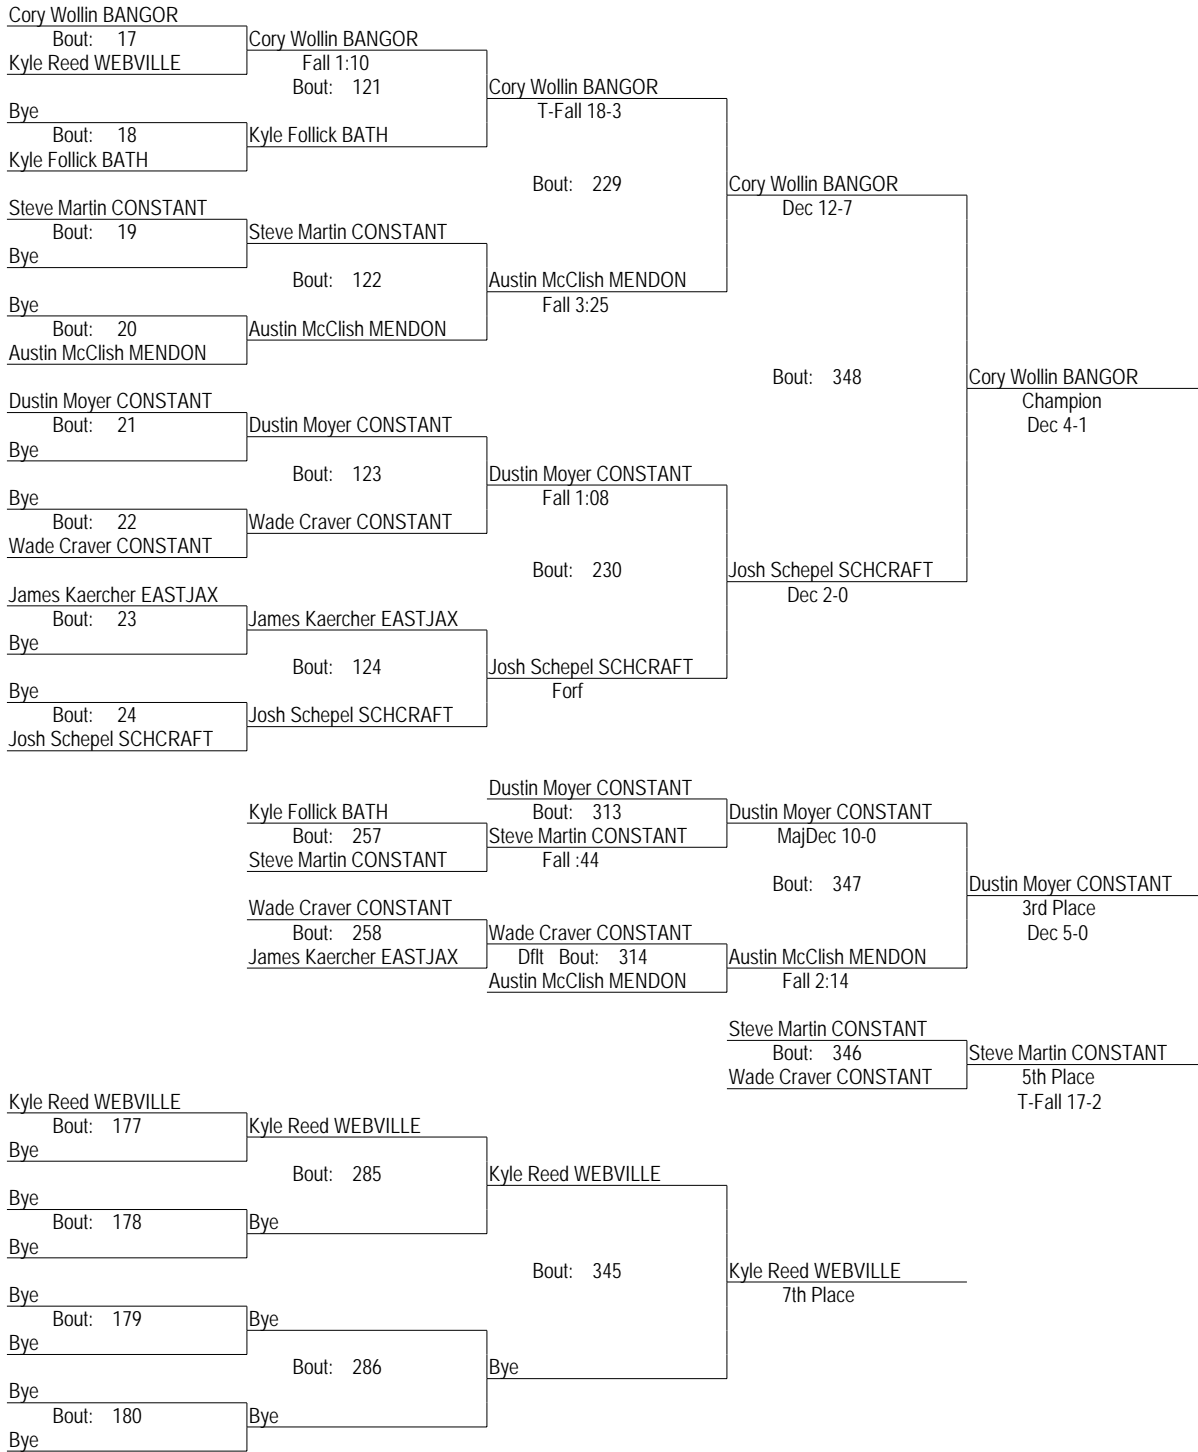 Cory Wollin BANGOR
Bout: 17
Kyle Reed WEBVILLE
Bye
Bout: 18
Kyle Follick BATH
Steve Martin CONSTANT
Bout: 19
Bye
Bye
Bout: 20
Austin McClish MENDON
Dustin Moyer CONSTANT
Bout: 21
Bye
Bye
Bout: 22
Wade Craver CONSTANT
James Kaercher EASTJAX
Bout: 23
Bye
Bye
Bout: 24
Josh Schepel SCHCRAFT
Cory Wollin BANGOR
Fall 1:10
Bout: 121
Kyle Follick BATH
Steve Martin CONSTANT
Bout: 122
Austin McClish MENDON
Dustin Moyer CONSTANT
Bout: 123
Wade Craver CONSTANT
James Kaercher EASTJAX
Bout: 124
Josh Schepel SCHCRAFT
Cory Wollin BANGOR
T-Fall 18-3
Bout: 229
Austin McClish MENDON
Fall 3:25
Dustin Moyer CONSTANT
Fall 1:08
Bout: 230
Josh Schepel SCHCRAFT
Forf
Cory Wollin BANGOR
Dec 12-7
Bout: 348
Josh Schepel SCHCRAFT
Dec 2-0
Cory Wollin BANGOR
Champion
Dec 4-1
Kyle Follick BATH
Bout: 257
Steve Martin CONSTANT
Wade Craver CONSTANT
Bout: 258
James Kaercher EASTJAX
Dustin Moyer CONSTANT
Bout: 313
Steve Martin CONSTANT
Fall :44
Wade Craver CONSTANT
Dflt Bout: 314
Austin McClish MENDON
Dustin Moyer CONSTANT
MajDec 10-0
Bout: 347
Austin McClish MENDON
Fall 2:14
Dustin Moyer CONSTANT
3rd Place
Dec 5-0
Steve Martin CONSTANT
Bout: 346
Wade Craver CONSTANT
Steve Martin CONSTANT
5th Place
T-Fall 17-2
Kyle Reed WEBVILLE
Bout: 177
Bye
Bye
Bout: 178
Bye
Bye
Bout: 179
Bye
Bye
Bout: 180
Bye
Kyle Reed WEBVILLE
Bout: 285
Bye
Bye
Bout: 286
Bye
Kyle Reed WEBVILLE
Bout: 345
Bye
Kyle Reed WEBVILLE
7th Place